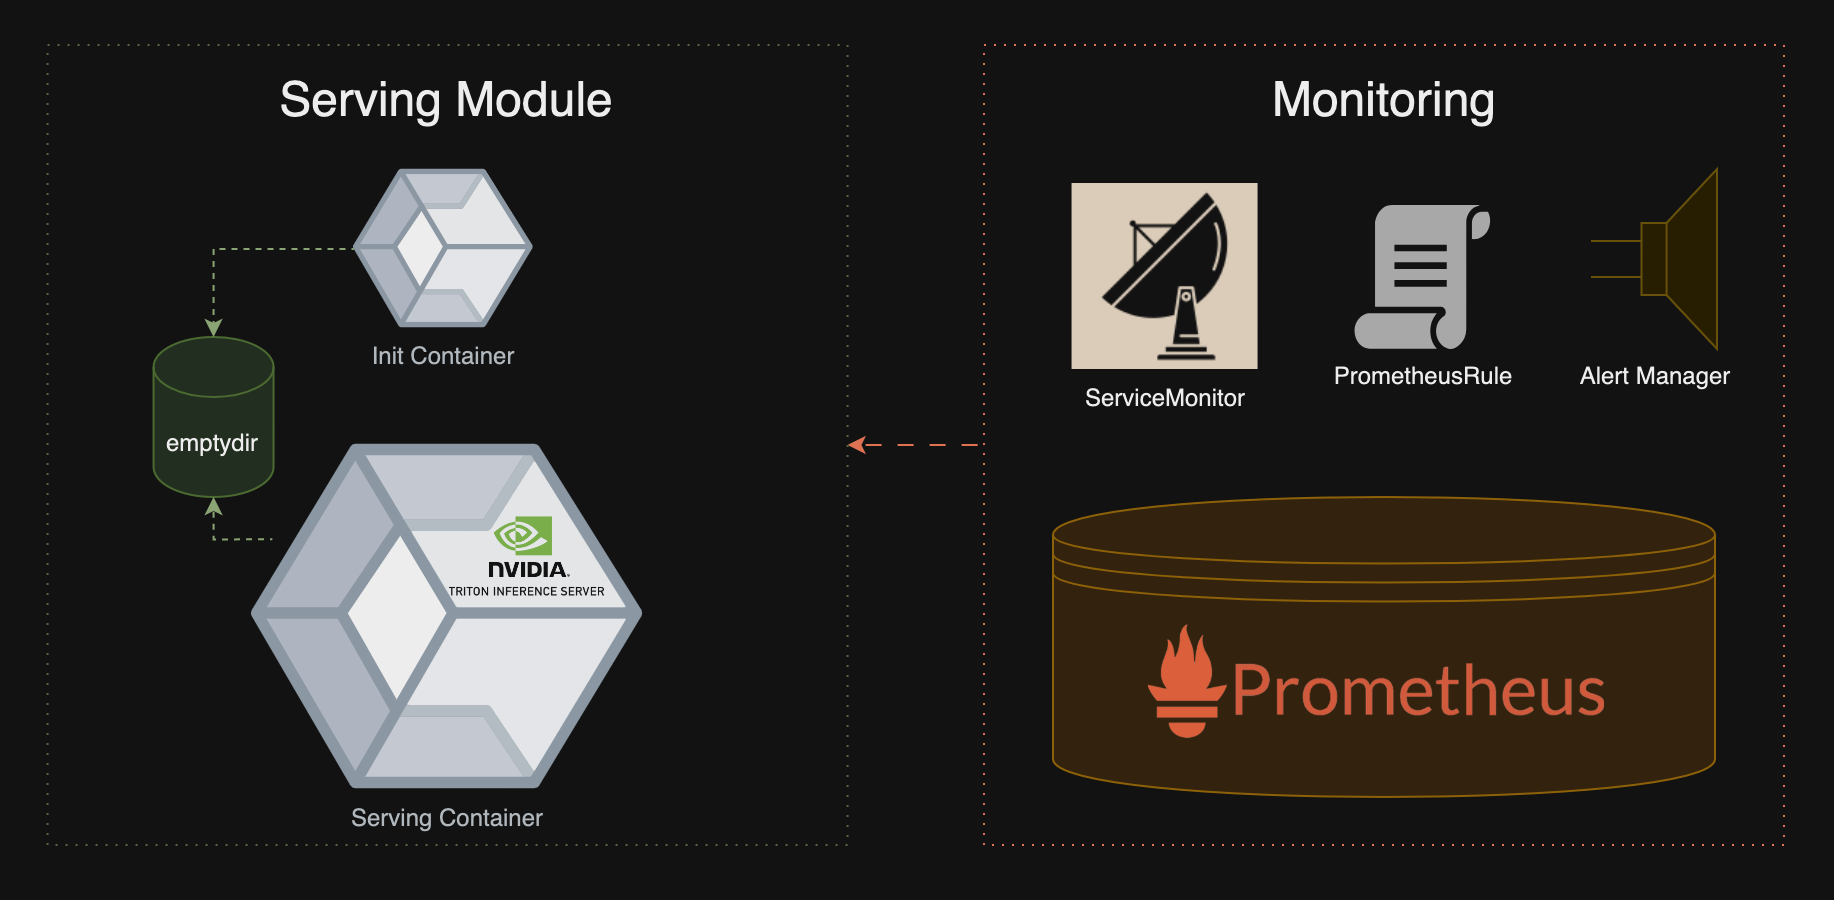 Serving Module
Init Container
emptydir
NVIDIA.
TRITON INFERENCE SERVER
Serving Container
Monitoring
ServiceMonitor
PrometheusRule
Alert Manager
Prometheus